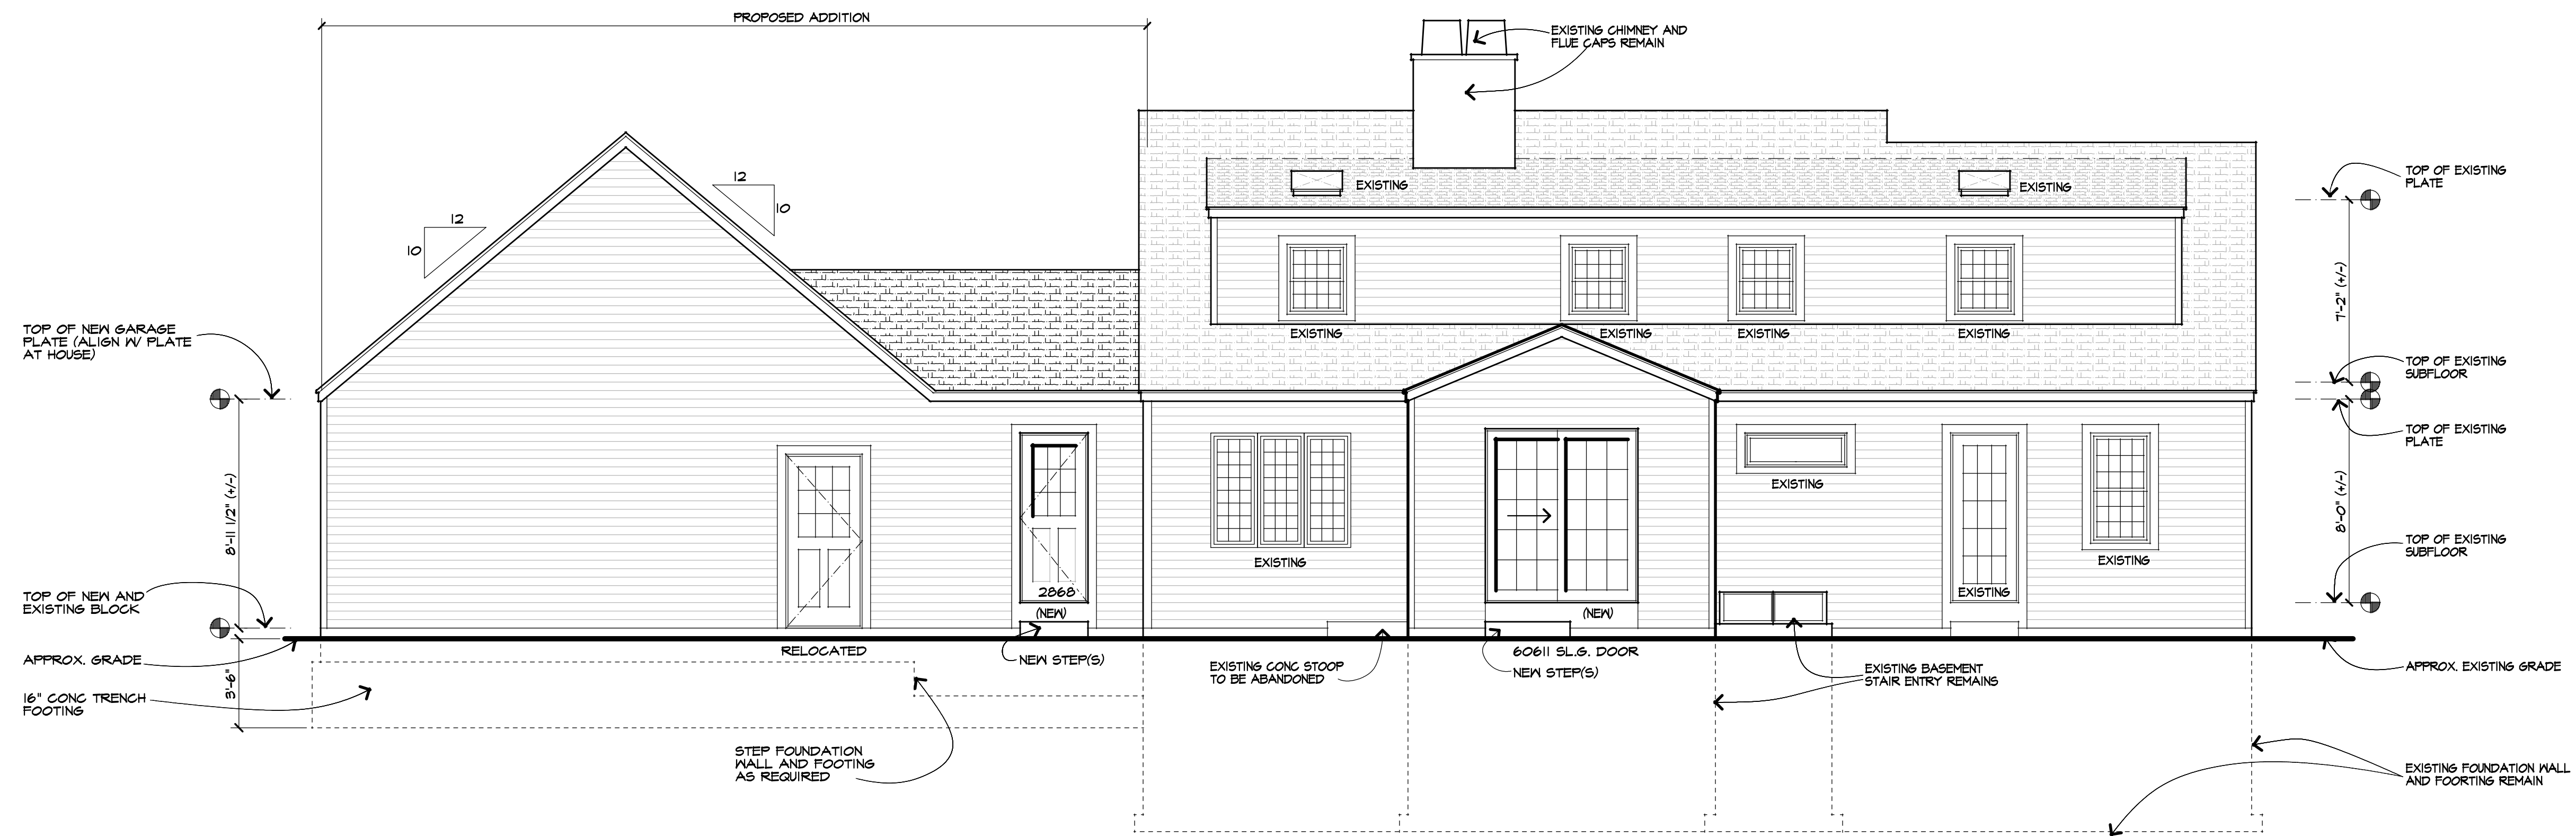 PROPOSED ADDITION
EXISTING CHIMNEY AND
FLUE CAPS REMAIN
12
10
12
10
EXISTING
EXISTING
TOP OF EXISTING
PLATE
7'-2" (+/-)
EXISTING
EXISTING
EXISTING
EXISTING
TOP OF NEW GARAGE
PLATE (ALIGN W/ PLATE
AT HOUSE)
TOP OF EXISTING
SUBFLOOR
TOP OF EXISTING
PLATE
8'-11 1/2" (+/-)
8'-0" (+/-)
EXISTING
EXISTING
EXISTING
EXISTING
TOP OF EXISTING
SUBFLOOR
TOP OF NEW AND
EXISTING BLOCK
2868
(NEW)
(NEW)
RELOCATED
60611 SL.G. DOOR
APPROX. GRADE
NEW STEP(S)
EXISTING CONC STOOP
TO BE ABANDONED
NEW STEP(S)
EXISTING BASEMENT
STAIR ENTRY REMAINS
APPROX. EXISTING GRADE
3'-6"
16" CONC TRENCH
FOOTING
STEP FOUNDATION
WALL AND FOOTING
AS REQUIRED
EXISTING FOUNDATION WALL
AND FOORTING REMAIN